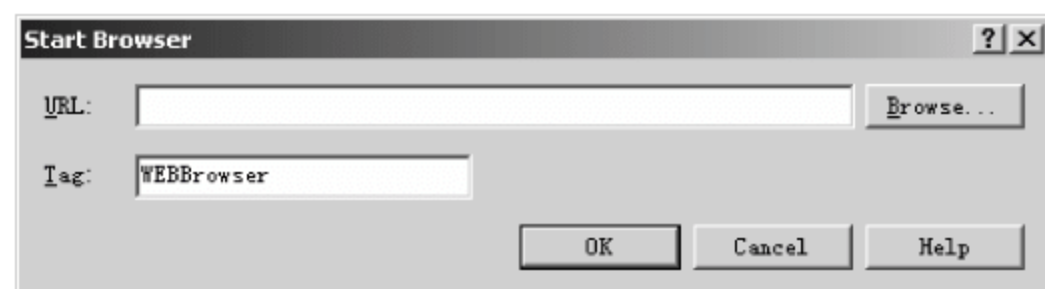 Start Browser ? ×
URL: Browse...
Tag: WEBBrowser
OK Cancel Help